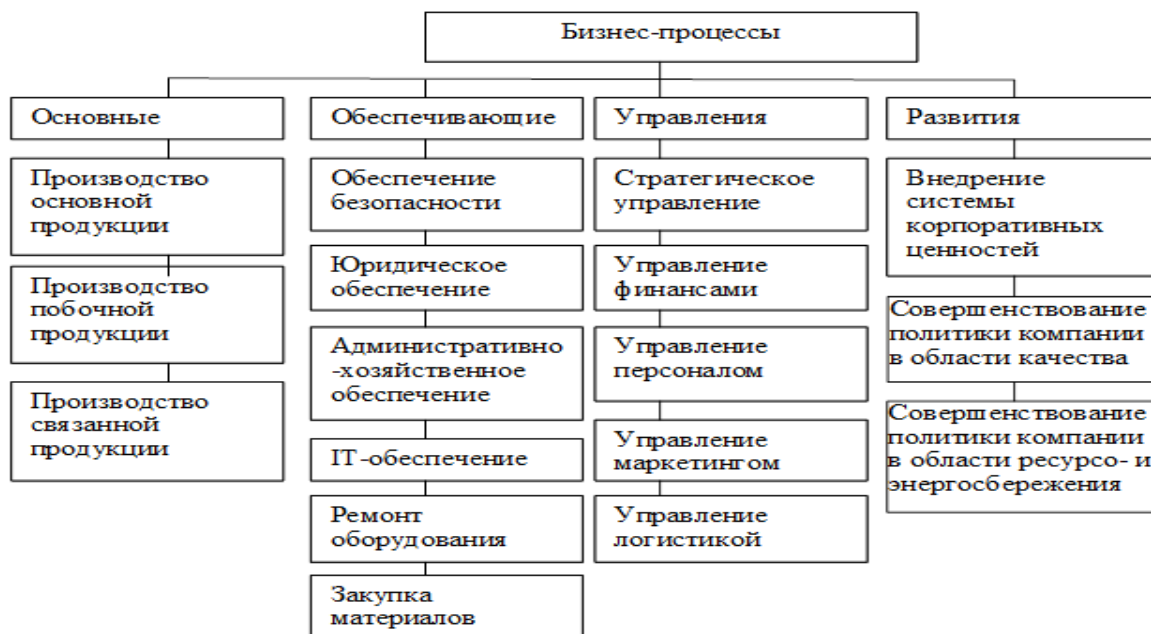 Бизнес-процессы
Основные
Производство
основной
продукции
Производство
побочной
продукции
Производство
связанной
продукции
Обеспечивающие
Обеспечение
безопасности
Юридическое
обеспечение
Административно
-хозяйственное
обеспечение
IT-обеспечение
Ремонт
оборудования
Закупка
материалов
Управления
Стратегическое
управление
Управление
финансами
Управление
персоналом
Управление
маркетингом
Управление
логистикой
Развития
Внедрение
системы
корпоративных
ценностей
Совершенствование
политики компании
в области качества
Совершенствование
политики компании
в области ресурсо- и
энергосбережения